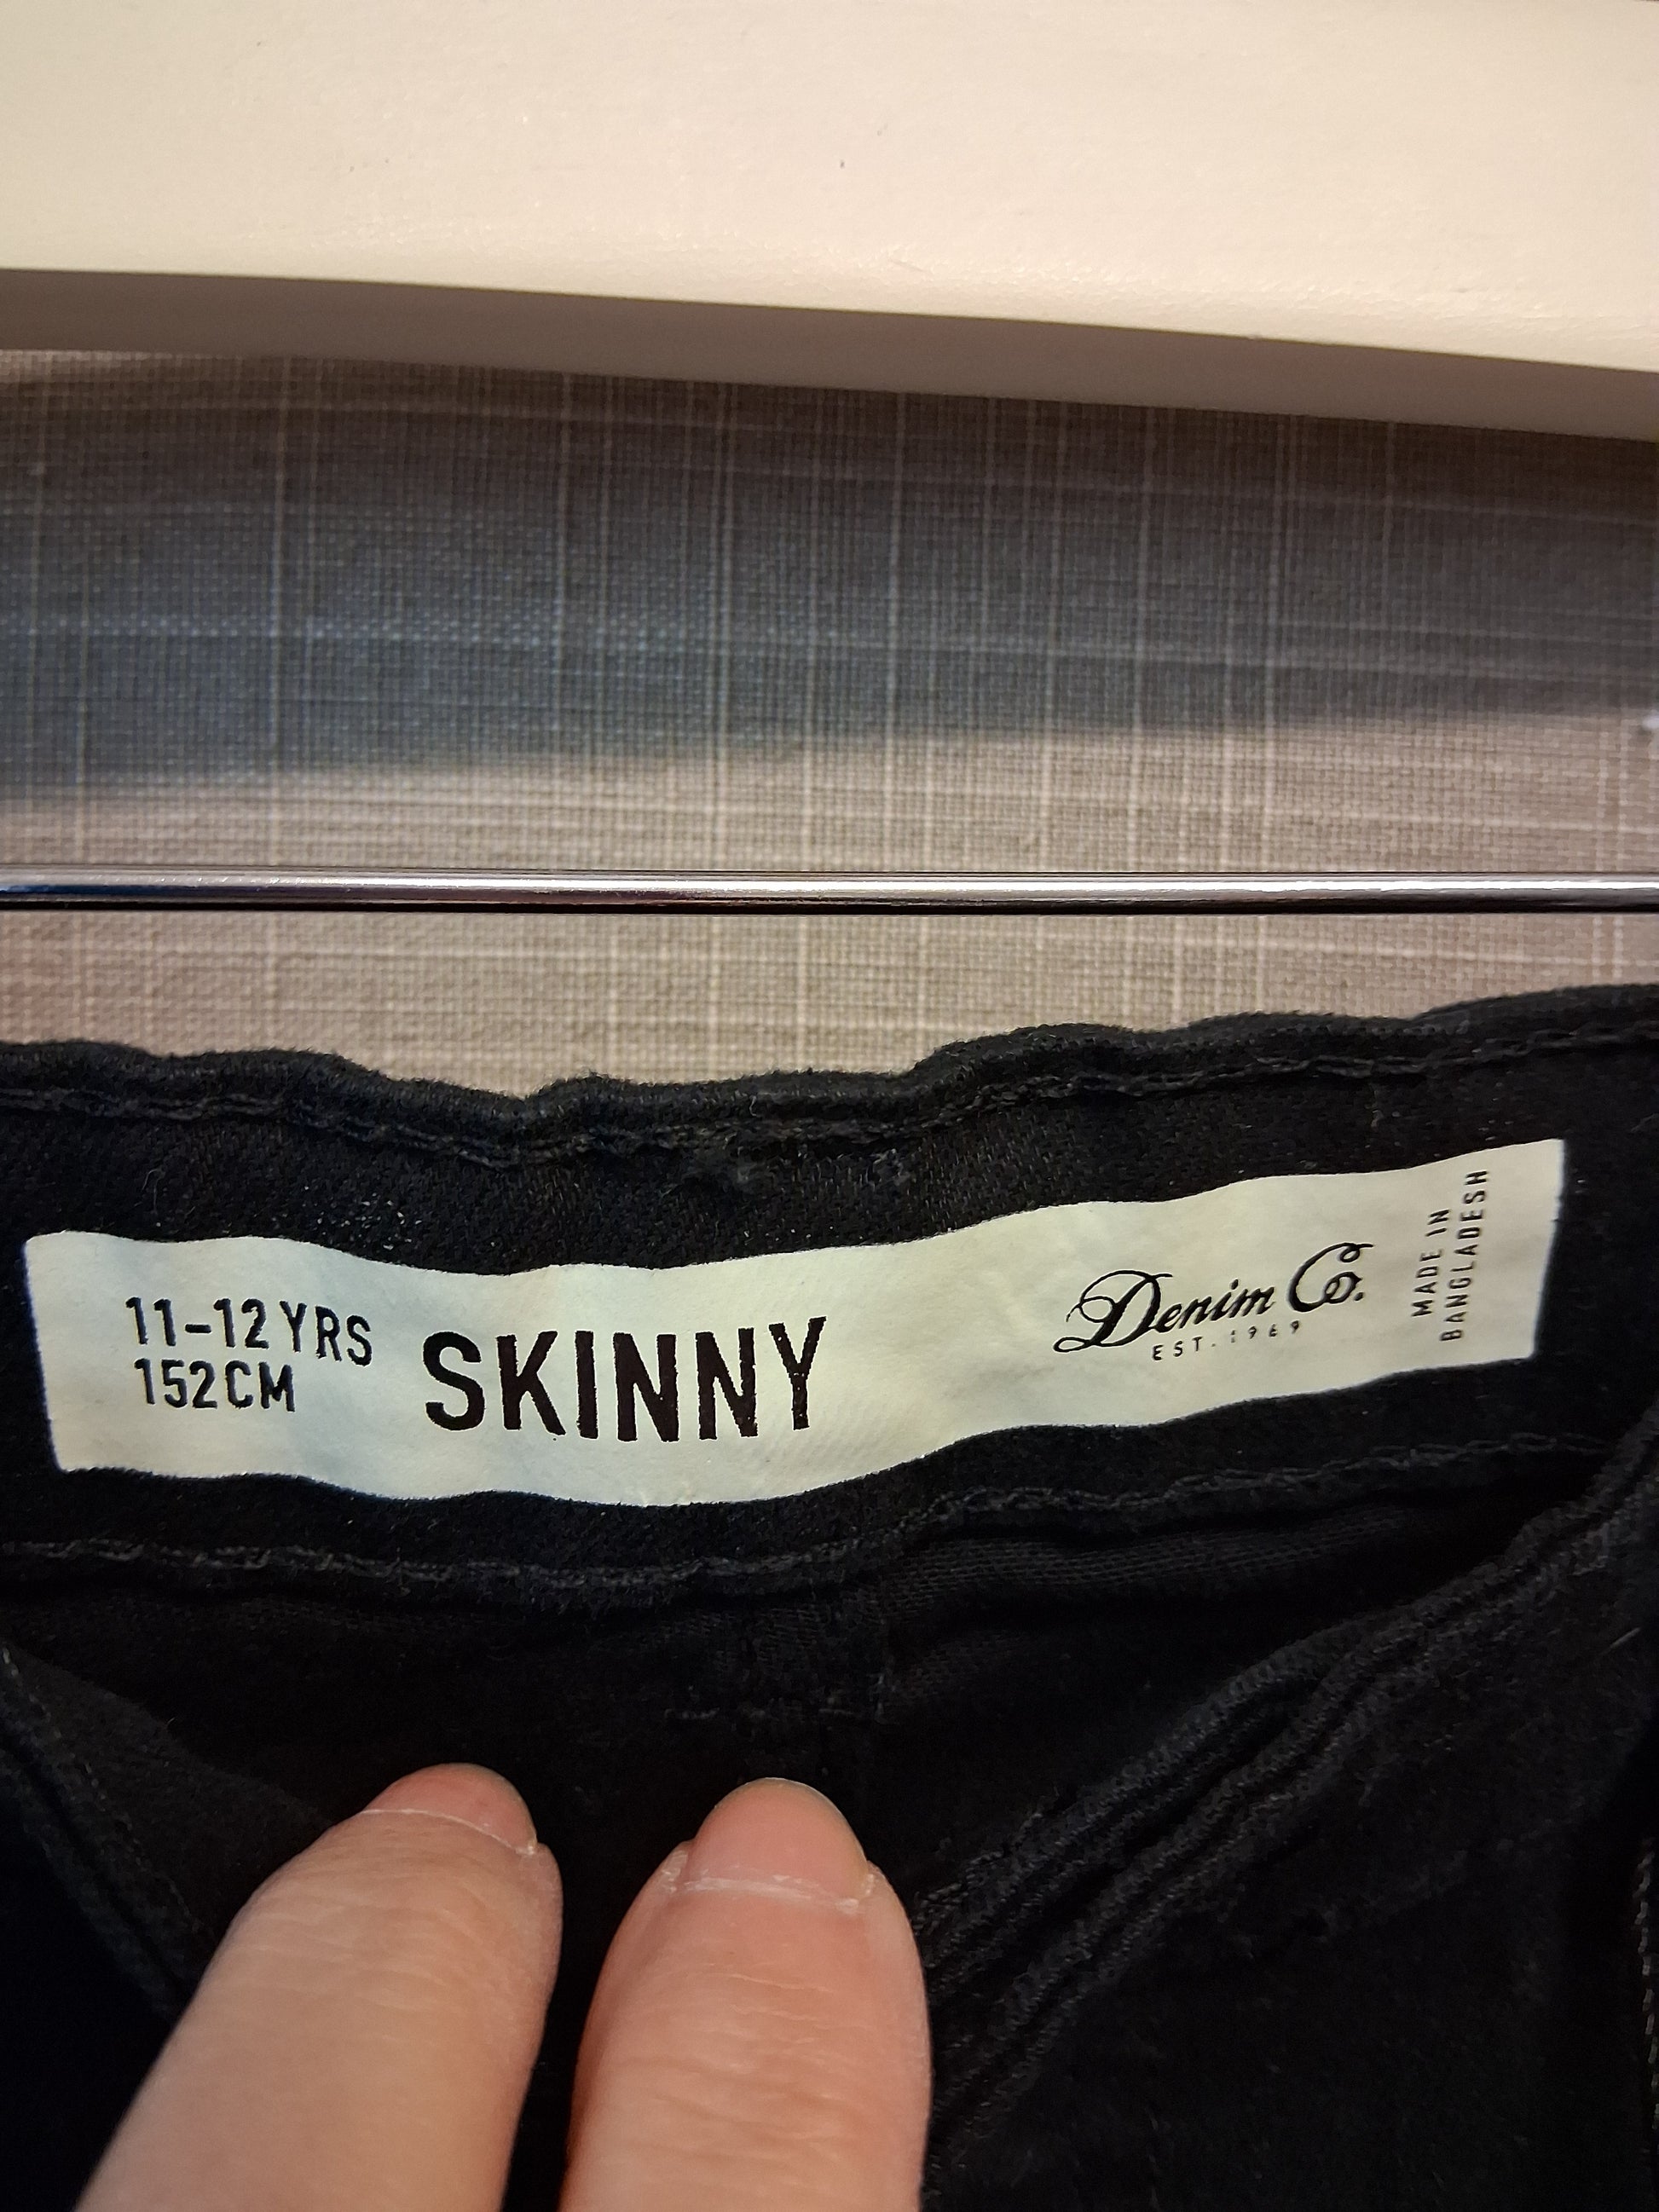 11-12 YRS
152CM
SKINNY
Denim Co.
EST. 1969
MADE IN
BANGLADESH